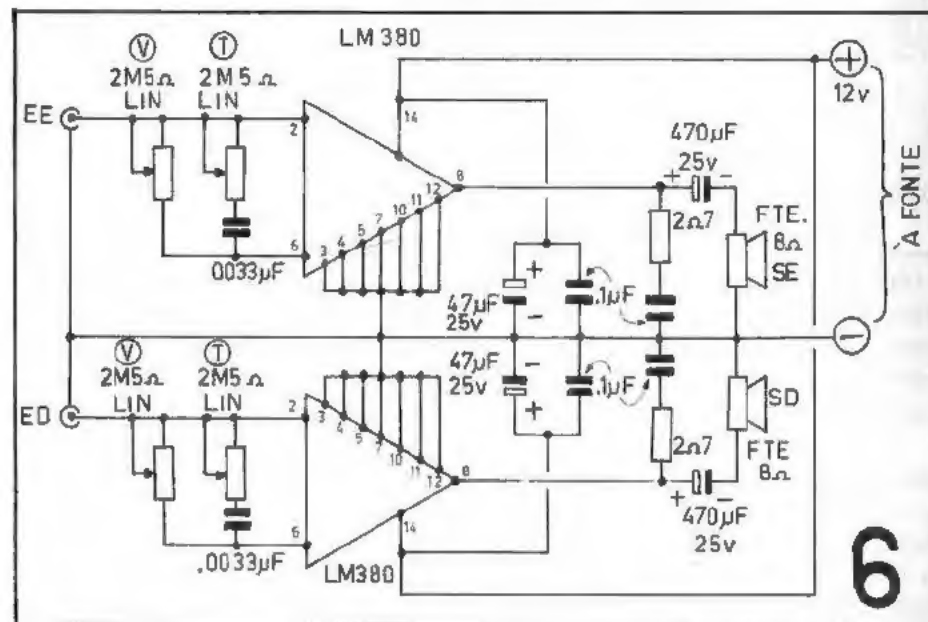 LM 380
V
T
2M5Ω
2M5Ω
LIN
LIN
EE
2
14
8
3
4
5
7
10
11
12
6
.0033µF
470µF
25v
+ -
2Ω7
FTE.
8Ω
SE
+
12v
À FONTE
-
47µF
25v
+
-
.1µF
47µF
25v
-
+
.1µF
V
T
2M5Ω
2M5Ω
LIN
LIN
ED
2
3
4
5
7
10
11
12
8
6
14
.0033µF
LM380
2Ω7
SD
FTE
8Ω
+ -
470µF
25v
6